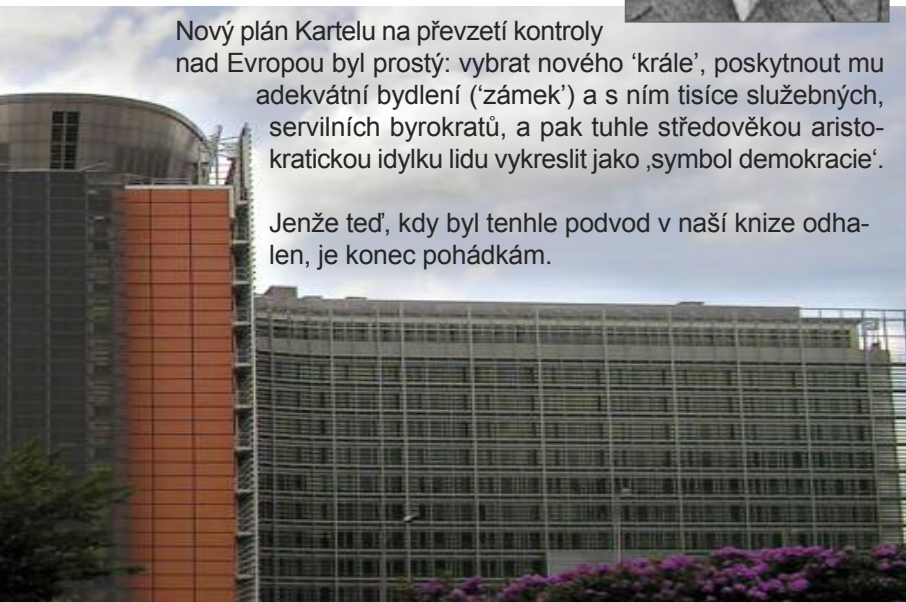 Nový plán Kartelu na převzetí kontroly
nad Evropou byl prostý: vybrat nového ‘krále’, poskytnout mu
adekvátní bydlení (‘zámek’) a s ním tisíce služebných,
servilních byrokratů, a pak tuhle středověkou aristo-
kratickou idylku lidu vykreslit jako ‚symbol demokracie‘.
Jenže teď, kdy byl tenhle podvod v naší knize odha-
len, je konec pohádkám.